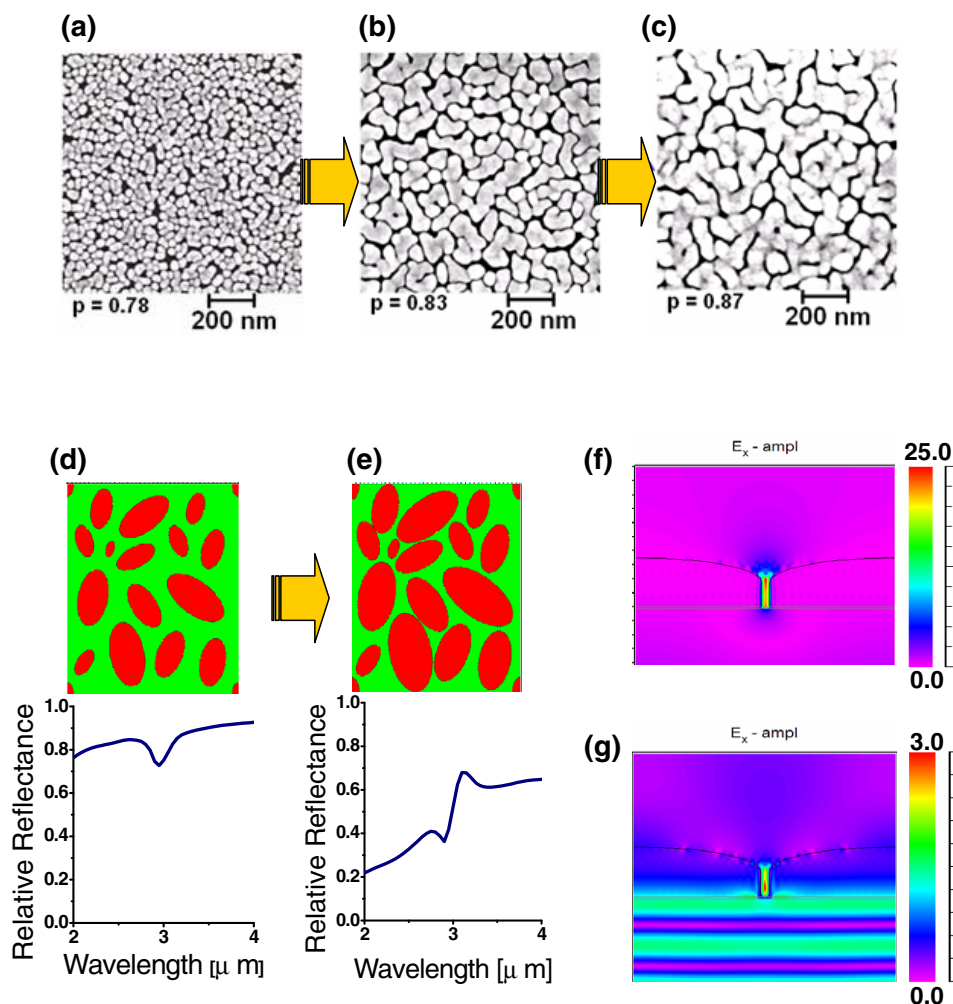 (a)
(b)
(c)
p = 0.78
200 nm
p = 0.83
200 nm
p = 0.87
200 nm
(d)
(e)
(f)
E_x - ampl
25.0
0.0
Relative Reflectance
1.0
0.8
0.6
0.4
0.2
0.0
2
3
4
Wavelength [μ m]
Relative Reflectance
1.0
0.8
0.6
0.4
0.2
0.0
2
3
4
Wavelength [μ m]
(g)
E_x - ampl
3.0
0.0